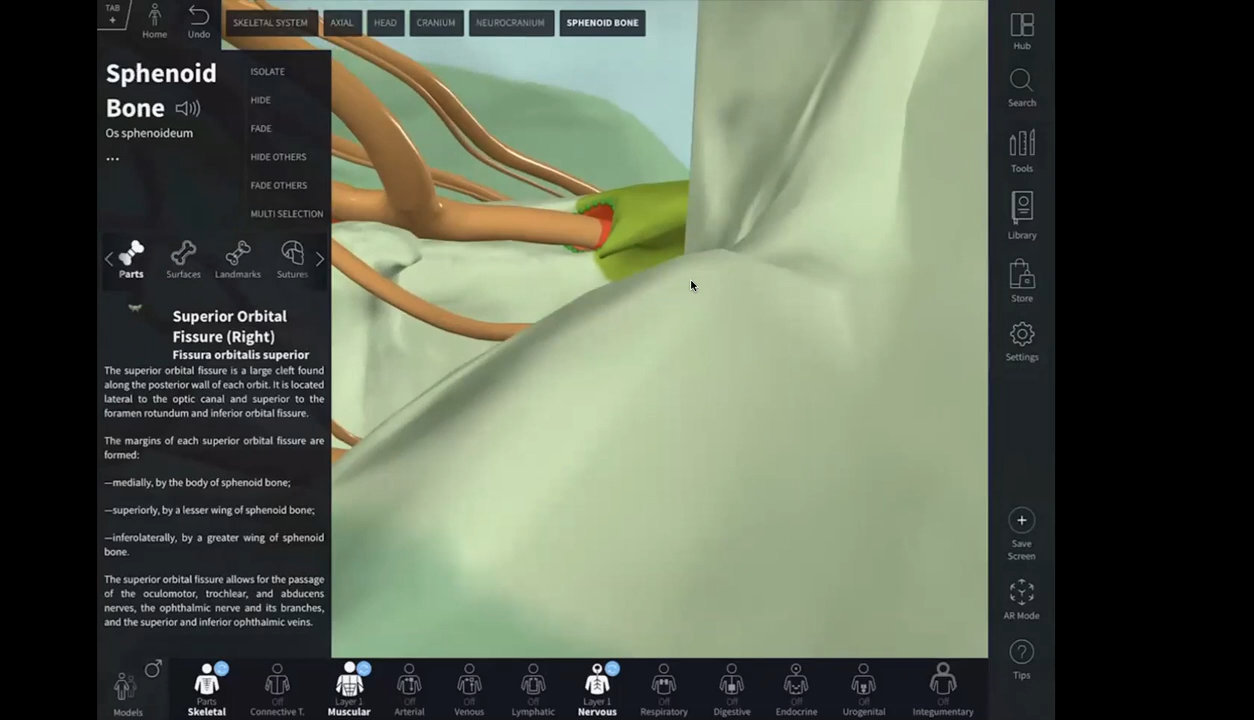 TAB
+
Home
Undo
SKELETAL SYSTEM
AXIAL
HEAD
CRANIUM
NEUROCRANIUM
SPHENOID BONE
Sphenoid
Bone
Os sphenoideum
...
ISOLATE
HIDE
FADE
HIDE OTHERS
FADE OTHERS
MULTI SELECTION
Parts
Surfaces
Landmarks
Sutures
Superior Orbital
Fissure (Right)
Fissura orbitalis superior
The superior orbital fissure is a large cleft found
along the posterior wall of each orbit. It is located
lateral to the optic canal and superior to the
foramen rotundum and inferior orbital fissure.
The margins of each superior orbital fissure are
formed:
—medially, by the body of sphenoid bone;
—superiorly, by a lesser wing of sphenoid bone;
—inferolaterally, by a greater wing of sphenoid
bone.
The superior orbital fissure allows for the passage
of the oculomotor, trochlear, and abducens
nerves, the ophthalmic nerve and its branches,
and the superior and inferior ophthalmic veins.
Hub
Search
Tools
Library
Store
Settings
Save
Screen
AR Mode
Tips
Models
Parts
Skeletal
Off
Connective T.
Layer 1
Muscular
Off
Arterial
Off
Venous
Off
Lymphatic
Layer 1
Nervous
Off
Respiratory
Off
Digestive
Off
Endocrine
Off
Urogenital
Off
Integumentary